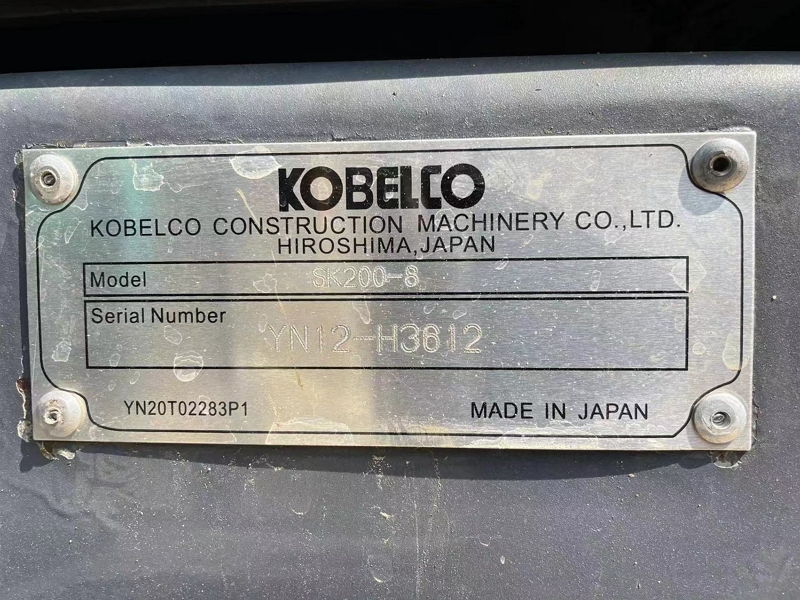 KOBELCO
KOBELCO CONSTRUCTION MACHINERY CO.,LTD.
HIROSHIMA,JAPAN
Model SK200-8
Serial Number
YN12-H3612
YN20T02283P1 MADE IN JAPAN